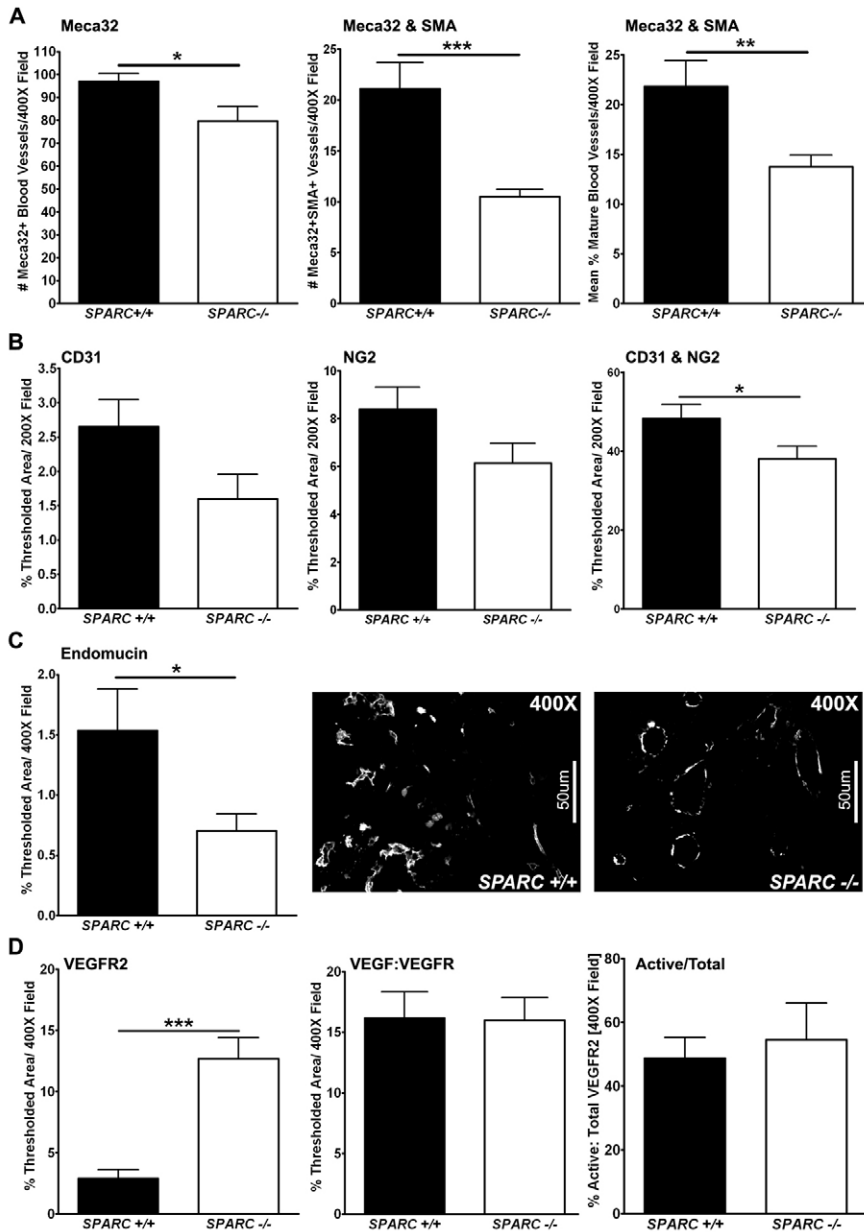 A
Meca32
# Meca32+ Blood Vessels/400X Field
110
100
90
80
70
60
50
40
30
20
10
0
*
SPARC+/+
SPARC-/-
Meca32 & SMA
# Meca32+SMA+ Vessels/400X Field
25
20
15
10
5
0
***
SPARC+/+
SPARC-/-
Meca32 & SMA
Mean % Mature Blood Vessels/400X Field
25
20
15
10
5
0
**
SPARC+/+
SPARC-/-
B
CD31
% Thresholded Area/ 200X Field
3.5
3.0
2.5
2.0
1.5
1.0
0.5
0.0
SPARC +/+
SPARC -/-
NG2
% Thresholded Area/ 200X Field
10
8
6
4
2
0
SPARC +/+
SPARC -/-
CD31 & NG2
% Thresholded Area/ 200X Field
60
40
20
0
*
SPARC +/+
SPARC -/-
C
Endomucin
% Thresholded Area/ 400X Field
2.0
1.5
1.0
0.5
0.0
*
SPARC +/+
SPARC -/-
400X
50um
SPARC +/+
400X
50um
SPARC -/-
D
VEGFR2
% Thresholded Area/ 400X Field
20
15
10
5
0
***
SPARC +/+
SPARC -/-
VEGF:VEGFR
% Thresholded Area/ 400X Field
20
15
10
5
0
SPARC +/+
SPARC -/-
Active/Total
% Active: Total VEGFR2 [400X Field]
80
60
40
20
0
SPARC +/+
SPARC -/-